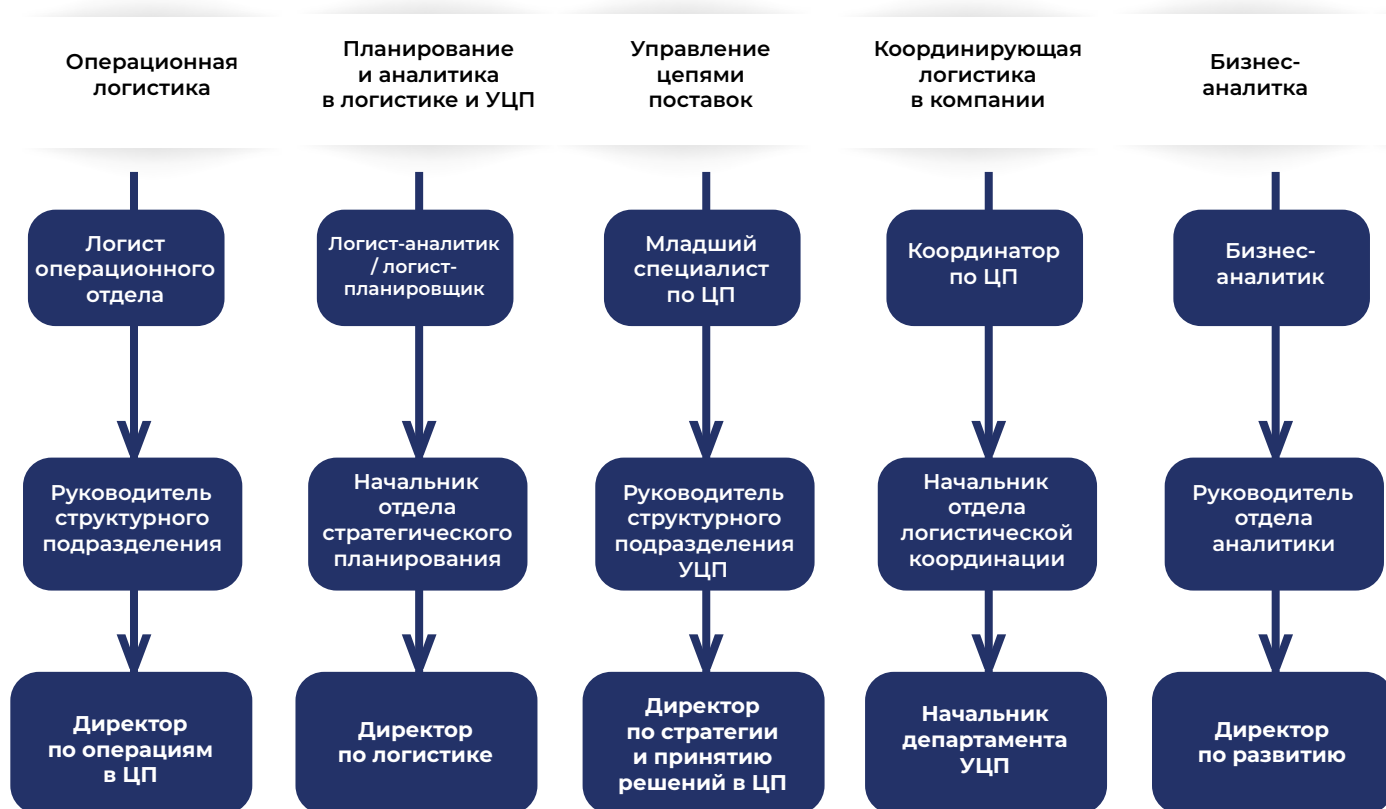 Операционная
логистика
Планирование
и аналитика
в логистике и УЦП
Управление
цепями
поставок
Координирующая
логистика
в компании
Бизнес-
аналитка
Логист
операционного
отдела
Логист-аналитик
/ логист-
планировщик
Младший
специалист
по ЦП
Координатор
по ЦП
Бизнес-
аналитик
Руководитель
структурного
подразделения
Начальник
отдела
стратегического
планирования
Руководитель
структурного
подразделения
УЦП
Начальник
отдела
логистической
координации
Руководитель
отдела
аналитики
Директор
по операциям
в ЦП
Директор
по логистике
Директор
по стратегии
и принятию
решений в ЦП
Начальник
департамента
УЦП
Директор
по развитию